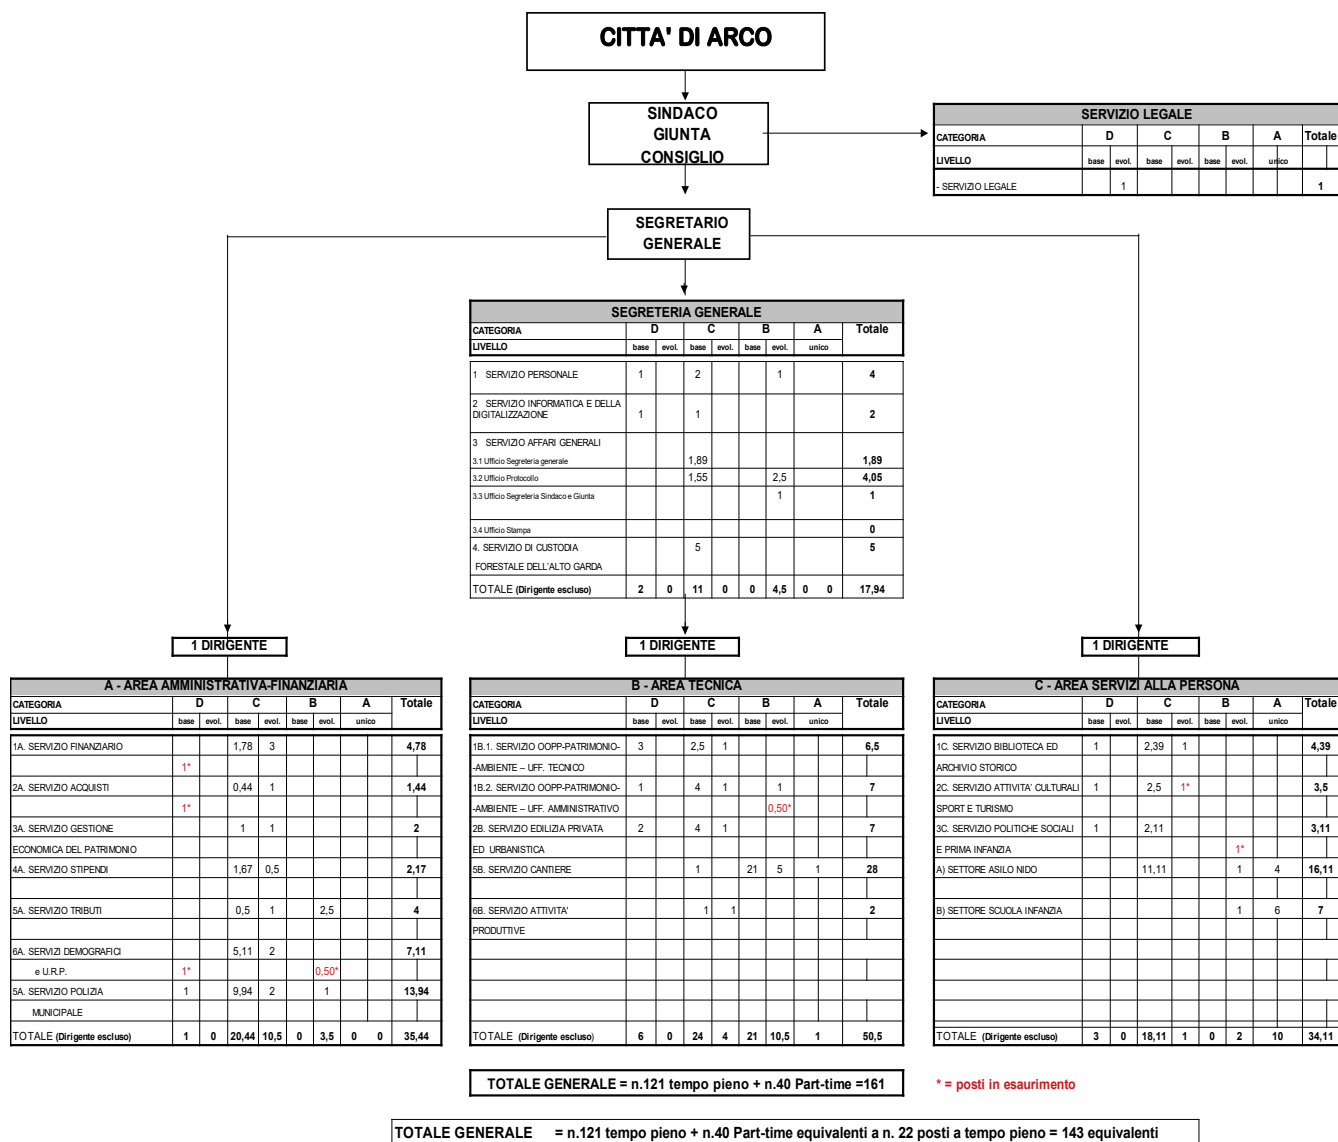 CITTA' DI ARCO
SINDACO
GIUNTA
CONSIGLIO
SERVIZIO LEGALE
CATEGORIA D C B A Totale
LIVELLO base evol. base evol. base evol. unico
- SERVIZIO LEGALE 1 1
SEGRETARIO
GENERALE
SEGRETERIA GENERALE
CATEGORIA D C B A Totale
LIVELLO base evol. base evol. base evol. unico
1 SERVIZIO PERSONALE 1 2 1 4
2 SERVIZIO INFORMATICA E DELLA
DIGITALIZZAZIONE 1 1 2
3 SERVIZIO AFFARI GENERALI
3.1 Ufficio Segreteria generale 1,89 1,89
3.2 Ufficio Protocollo 1,55 2,5 4,05
3.3 Ufficio Segreteria Sindaco e Giunta 1 1
3.4 Ufficio Stampa 0
4. SERVIZIO DI CUSTODIA 5 5
FORESTALE DELL'ALTO GARDA
TOTALE (Dirigente escluso) 2 0 11 0 0 4,5 0 0 17,94
1 DIRIGENTE
A - AREA AMMINISTRATIVA-FINANZIARIA
CATEGORIA D C B A Totale
LIVELLO base evol. base evol. base evol. unico
1A. SERVIZIO FINANZIARIO 1,78 3 4,78
1*
2A. SERVIZIO ACQUISTI 0,44 1 1,44
1*
3A. SERVIZIO GESTIONE 1 1 2
ECONOMICA DEL PATRIMONIO
4A. SERVIZIO STIPENDI 1,67 0,5 2,17
5A. SERVIZIO TRIBUTI 0,5 1 2,5 4
6A. SERVIZI DEMOGRAFICI 5,11 2 7,11
e U.R.P. 1* 0,50*
5A. SERVIZIO POLIZIA 1 9,94 2 1 13,94
MUNICIPALE
TOTALE (Dirigente escluso) 1 0 20,44 10,5 0 3,5 0 0 35,44
1 DIRIGENTE
B - AREA TECNICA
CATEGORIA D C B A Totale
LIVELLO base evol. base evol. base evol. unico
1B.1. SERVIZIO OOPP-PATRIMONIO- 3 2,5 1 6,5
-AMBIENTE – UFF. TECNICO
1B.2. SERVIZIO OOPP-PATRIMONIO- 1 4 1 1 7
-AMBIENTE – UFF. AMMINISTRATIVO 0,50*
2B. SERVIZIO EDILIZIA PRIVATA 2 4 1 7
ED URBANISTICA
5B. SERVIZIO CANTIERE 1 21 5 1 28
6B. SERVIZIO ATTIVITA' 1 1 2
PRODUTTIVE
TOTALE (Dirigente escluso) 6 0 24 4 21 10,5 1 50,5
1 DIRIGENTE
C - AREA SERVIZI ALLA PERSONA
CATEGORIA D C B A Totale
LIVELLO base evol. base evol. base evol. unico
1C. SERVIZIO BIBLIOTECA ED 1 2,39 1 4,39
ARCHIVIO STORICO
2C. SERVIZIO ATTIVITA' CULTURALI 1 2,5 1* 3,5
SPORT E TURISMO
3C. SERVIZIO POLITICHE SOCIALI 1 2,11 3,11
E PRIMA INFANZIA 1*
A) SETTORE ASILO NIDO 11,11 1 4 16,11
B) SETTORE SCUOLA INFANZIA 1 6 7
TOTALE (Dirigente escluso) 3 0 18,11 1 0 2 10 34,11
TOTALE GENERALE = n.121 tempo pieno + n.40 Part-time =161
* = posti in esaurimento
TOTALE GENERALE = n.121 tempo pieno + n.40 Part-time equivalenti a n. 22 posti a tempo pieno = 143 equivalenti